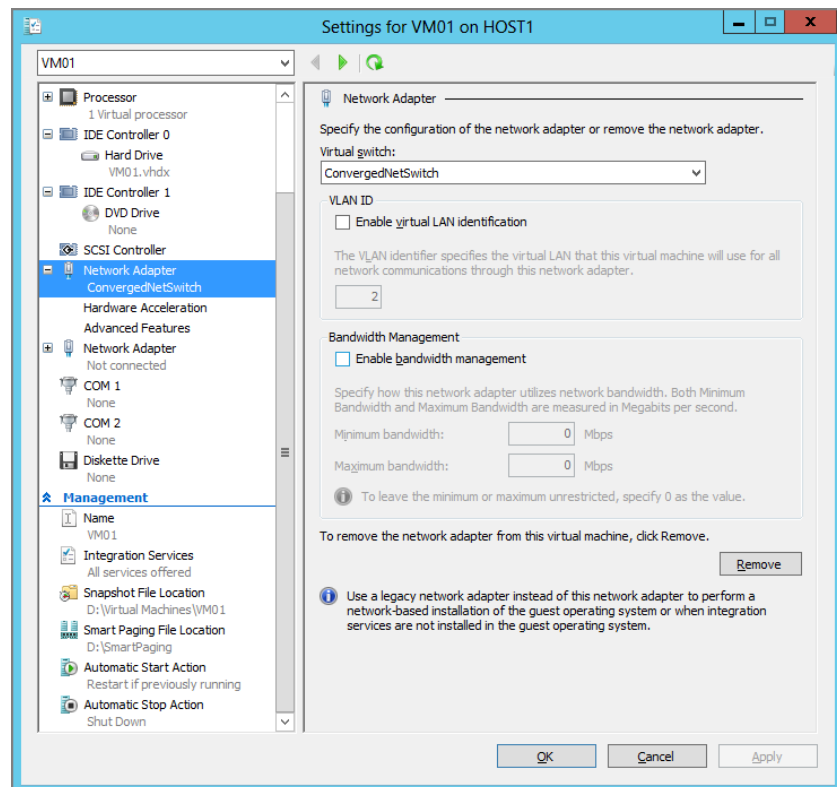 Settings for VM01 on HOST1
VM01
Processor
1 Virtual processor
IDE Controller 0
Hard Drive
VM01.vhdx
IDE Controller 1
DVD Drive
None
SCSI Controller
Network Adapter
ConvergedNetSwitch
Hardware Acceleration
Advanced Features
Network Adapter
Not connected
COM 1
None
COM 2
None
Diskette Drive
None
Management
Name
VM01
Integration Services
All services offered
Snapshot File Location
D:\Virtual Machines\VM01
Smart Paging File Location
D:\SmartPaging
Automatic Start Action
Restart if previously running
Automatic Stop Action
Shut Down
Network Adapter
Specify the configuration of the network adapter or remove the network adapter.
Virtual switch:
ConvergedNetSwitch
VLAN ID
Enable virtual LAN identification
The VLAN identifier specifies the virtual LAN that this virtual machine will use for all
network communications through this network adapter.
2
Bandwidth Management
Enable bandwidth management
Specify how this network adapter utilizes network bandwidth. Both Minimum
Bandwidth and Maximum Bandwidth are measured in Megabits per second.
Minimum bandwidth: 0 Mbps
Maximum bandwidth: 0 Mbps
To leave the minimum or maximum unrestricted, specify 0 as the value.
To remove the network adapter from this virtual machine, click Remove.
Remove
Use a legacy network adapter instead of this network adapter to perform a
network-based installation of the guest operating system or when integration
services are not installed in the guest operating system.
OK Cancel Apply